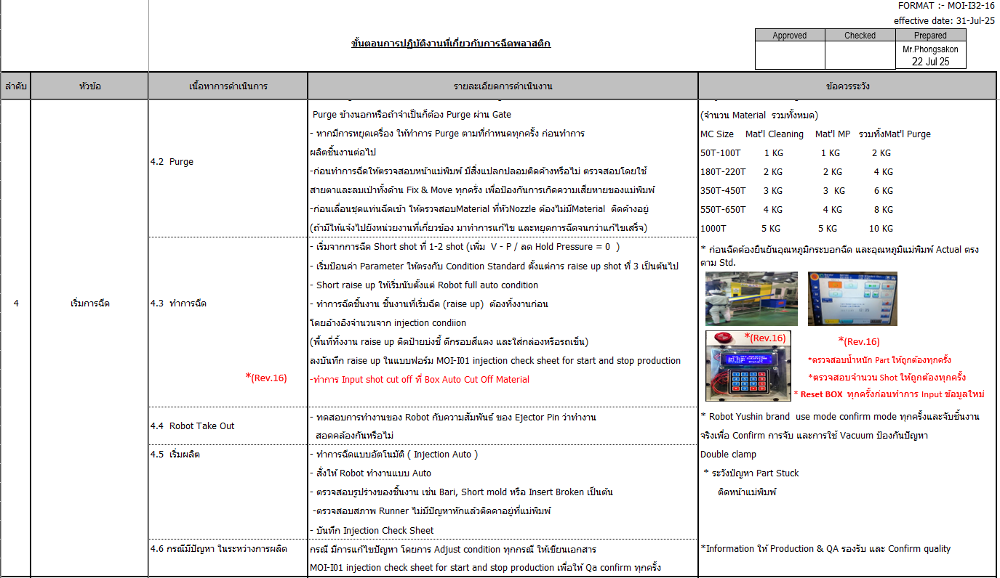 FORMAT :- MOI-I32-16
effective date: 31-Jul-25
ขั้นตอนการปฏิบัติงานที่เกี่ยวกับการฉีดพลาสติก
Approved Checked Prepared
Mr.Phongsakon
22 Jul 25
ลำดับ หัวข้อ เนื้อหาการดำเนินการ รายละเอียดการดำเนินงาน ข้อควรระวัง
4 เริ่มการฉีด
4.2 Purge
Purge ข้างนอกหรือถ้าจำเป็นก็ต้อง Purge ผ่าน Gate
- หากมีการหยุดเครื่อง ให้ทำการ Purge ตามที่กำหนดทุกครั้ง ก่อนทำการ
ผลิตชิ้นงานต่อไป
-ก่อนทำการฉีดให้ตรวจสอบหน้าแม่พิมพ์ มีสิ่งแปลกปลอมติดค้างหรือไม่ ตรวจสอบโดยใช้
สายตาและลมเป่าทั้งด้าน Fix & Move ทุกครั้ง เพื่อป้องกันการเกิดความเสียหายของแม่พิมพ์
-ก่อนเลื่อนชุดแท่นฉีดเข้า ให้ตรวจสอบMaterial ที่หัวNozzle ต้องไม่มีMaterial ติดค้างอยู่
(ถ้ามีให้แจ้งไปยังหน่วยงานที่เกี่ยวข้อง มาทำการแก้ไข และหยุดการฉีดจนกว่าแก้ไขเสร็จ)
(จำนวน Material รวมทั้งหมด)
MC Size Mat'l Cleaning Mat'l MP รวมทิ้งMat'l Purge
50T-100T 1 KG 1 KG 2 KG
180T-220T 2 KG 2 KG 4 KG
350T-450T 3 KG 3 KG 6 KG
550T-650T 4 KG 4 KG 8 KG
1000T 5 KG 5 KG 10 KG
4.3 ทำการฉีด
*(Rev.16)
- เริ่มจากการฉีด Short shot ที่ 1-2 shot (เพิ่ม V - P / ลด Hold Pressure = 0 )
- เริ่มป้อนค่า Parameter ให้ตรงกับ Condition Standard ตั้งแต่การ raise up shot ที่ 3 เป็นต้นไป
- Short raise up ให้เริ่มนับตั้งแต่ Robot full auto condition
- ทำการฉีดชิ้นงาน ชิ้นงานที่เริ่มฉีด (raise up) ต้องทิ้งงานก่อน
โดยอ้างอิงจำนวนจาก injection condiion
(พื้นที่ทิ้งงาน raise up ติดป้ายบ่งชี้ ตีกรอบสีแดง และใส่กล่องหรือรถเข็น)
ลงบันทึก raise up ในแบบฟอร์ม MOI-I01 injection check sheet for start and stop production
-ทำการ Input shot cut off ที่ Box Auto Cut Off Material
* ก่อนฉีดต้องยืนยันอุณหภูมิกระบอกฉีด และอุณหภูมิแม่พิมพ์ Actual ตรง
ตาม Std.
*(Rev.16)
*(Rev.16)
*ตรวจสอบน้ำหนัก Part ให้ถูกต้องทุกครั้ง
*ตรวจสอบจำนวน Shot ให้ถูกต้องทุกครั้ง
* Reset BOX ทุกครั้งก่อนทำการ Input ข้อมูลใหม่
4.4 Robot Take Out
- ทดสอบการทำงานของ Robot กับความสัมพันธ์ ของ Ejector Pin ว่าทำงาน
สอดคล้องกันหรือไม่
* Robot Yushin brand use mode confirm mode ทุกครั้งและจับชิ้นงาน
จริงเพื่อ Confirm การจับ และการใช้ Vacuum ป้องกันปัญหา
Double clamp
4.5 เริ่มผลิต
- ทำการฉีดแบบอัตโนมัติ ( Injection Auto )
- สั่งให้ Robot ทำงานแบบ Auto
- ตรวจสอบรูปร่างของชิ้นงาน เช่น Bari, Short mold หรือ Insert Broken เป็นต้น
-ตรวจสอบสภาพ Runner ไม่มีปัญหาหักแล้วติดคาอยู่ที่แม่พิมพ์
- บันทึก Injection Check Sheet
* ระวังปัญหา Part Stuck
ติดหน้าแม่พิมพ์
4.6 กรณีมีปัญหา ในระหว่างการผลิต
กรณี มีการแก้ไขปัญหา โดยการ Adjust condition ทุกกรณี ให้เขียนเอกสาร
MOI-I01 injection check sheet for start and stop production เพื่อให้ Qa confirm ทุกครั้ง
*Information ให้ Production & QA รองรับ และ Confirm quality